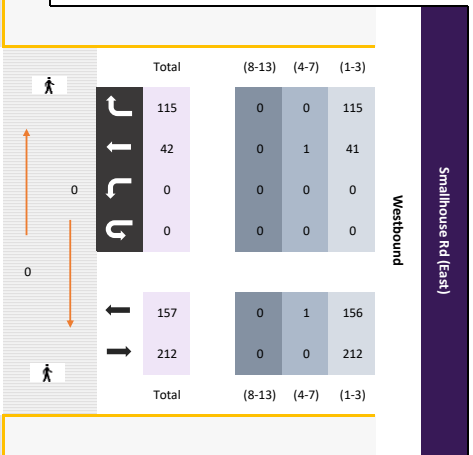 Total (8-13) (4-7) (1-3)
115 0 0 115
42 0 1 41
0 0 0 0 0
0 0 0 0
0
157 0 1 156
212 0 0 212
Total (8-13) (4-7) (1-3)
Westbound
Smallhouse Rd (East)